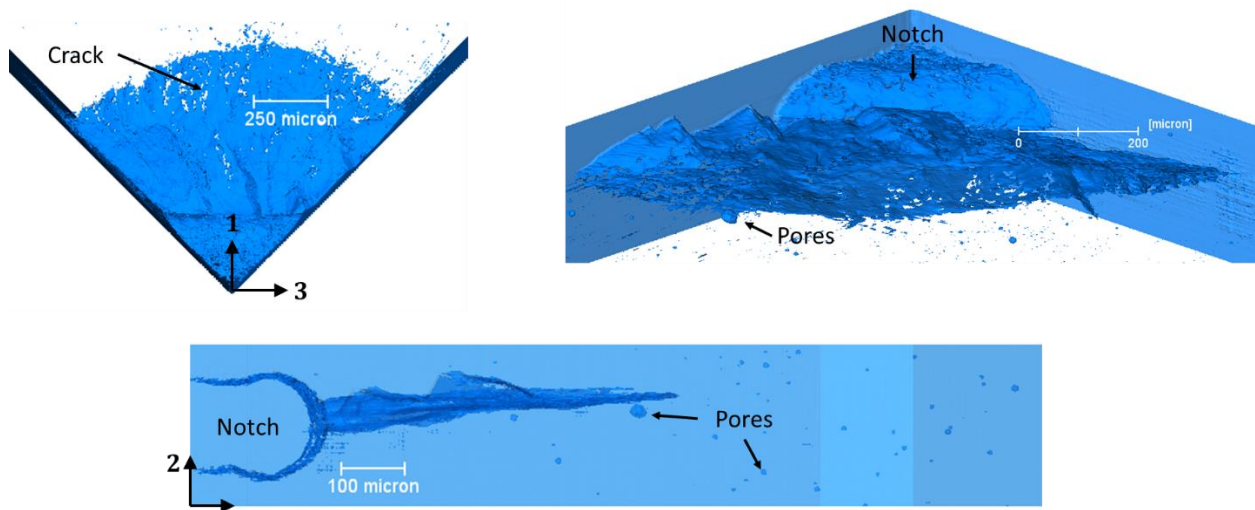 Crack
250 micron
1
3
Notch
[micron]
0
200
Pores
Notch
Pores
2
100 micron